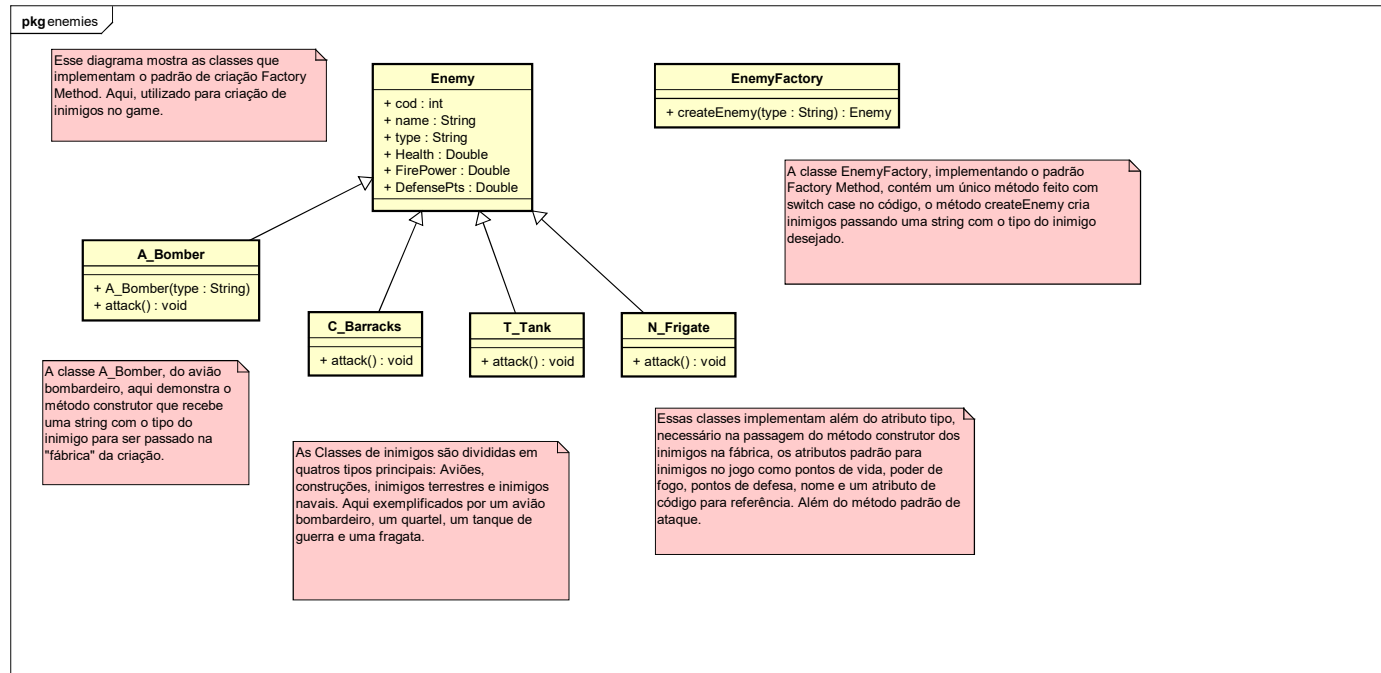 pkg enemies
Esse diagrama mostra as classes que
implementam o padrão de criação Factory
Method. Aqui, utilizado para criação de
inimigos no game.
Enemy
+ cod : int
+ name : String
+ type : String
+ Health : Double
+ FirePower : Double
+ DefensePts : Double
EnemyFactory
+ createEnemy(type : String) : Enemy
A classe EnemyFactory, implementando o padrão
Factory Method, contém um único método feito com
switch case no código, o método createEnemy cria
inimigos passando uma string com o tipo do inimigo
desejado.
A_Bomber
+ A_Bomber(type : String)
+ attack() : void
C_Barracks
+ attack() : void
T_Tank
+ attack() : void
N_Frigate
+ attack() : void
A classe A_Bomber, do avião
bombardeiro, aqui demonstra o
método construtor que recebe
uma string com o tipo do
inimigo para ser passado na
"fábrica" da criação.
As Classes de inimigos são divididas em
quatros tipos principais: Aviões,
construções, inimigos terrestres e inimigos
navais. Aqui exemplificados por um avião
bombardeiro, um quartel, um tanque de
guerra e uma fragata.
Essas classes implementam além do atributo tipo,
necessário na passagem do método construtor dos
inimigos na fábrica, os atributos padrão para
inimigos no jogo como pontos de vida, poder de
fogo, pontos de defesa, nome e um atributo de
código para referência. Além do método padrão de
ataque.